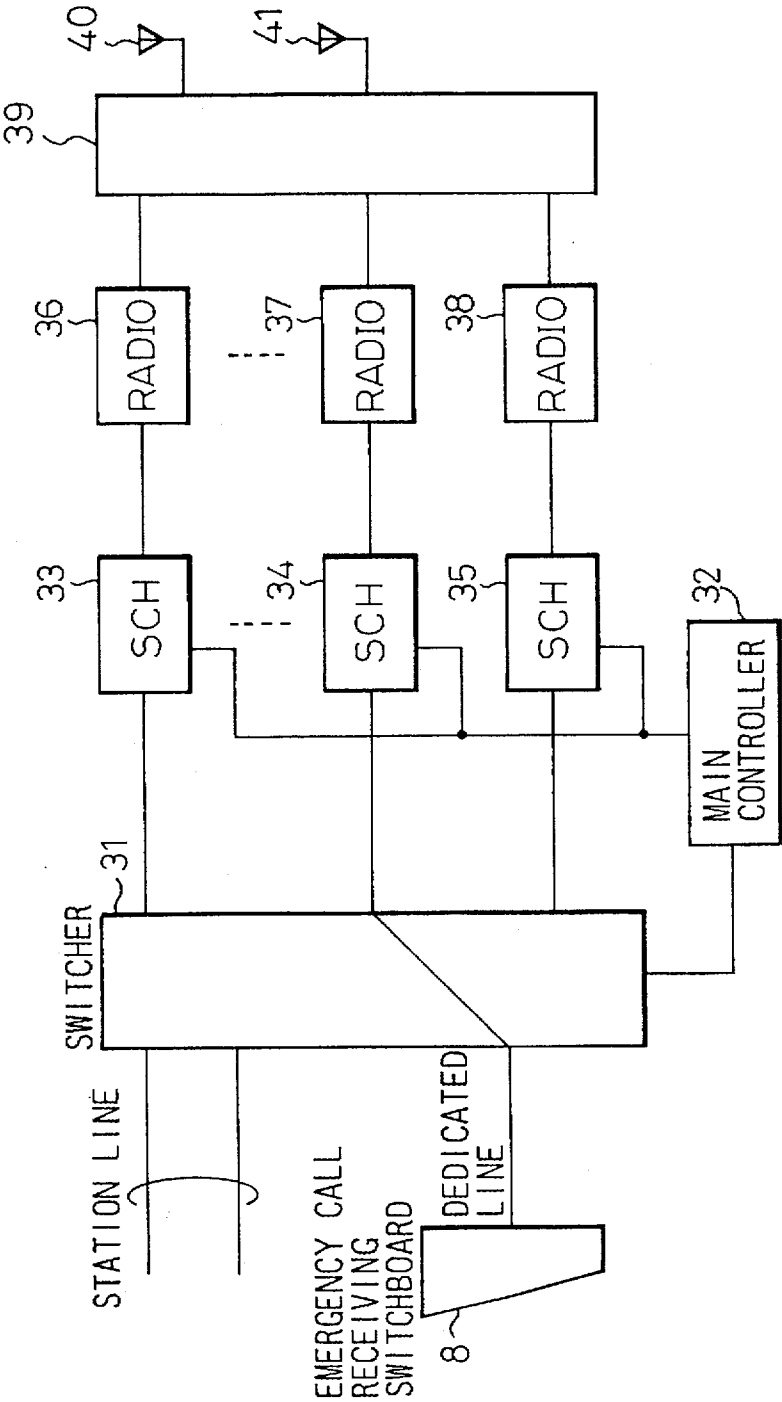 STATION LINE
SWITCHER
31
33
SCH
36
RADIO
39
40
41
34
SCH
37
RADIO
35
SCH
38
RADIO
EMERGENCY CALL
RECEIVING
SWITCHBOARD
DEDICATED
LINE
8
MAIN
CONTROLLER
32